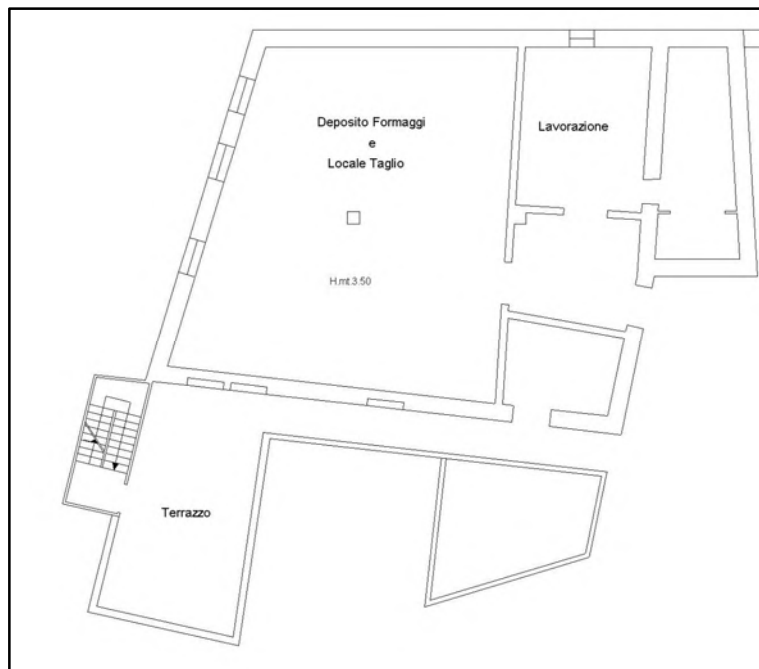 Deposito Formaggi
e
Locale Taglio
Lavorazione
H.mt.3.50
Terrazzo